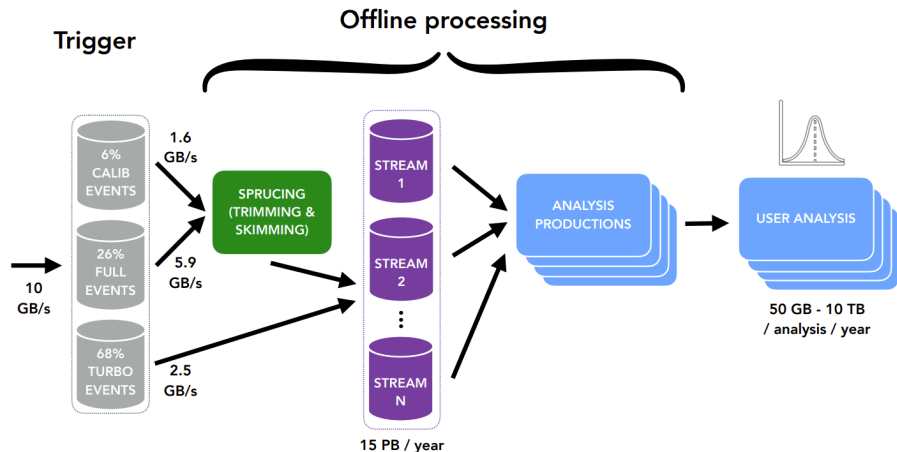 Offline processing
Trigger
10
GB/s
6%
CALIB
EVENTS
26%
FULL
EVENTS
68%
TURBO
EVENTS
1.6
GB/s
5.9
GB/s
2.5
GB/s
SPRUCING
(TRIMMING &
SKIMMING)
STREAM
1
STREAM
2
...
STREAM
N
15 PB / year
ANALYSIS
PRODUCTIONS
USER ANALYSIS
50 GB - 10 TB
/ analysis / year